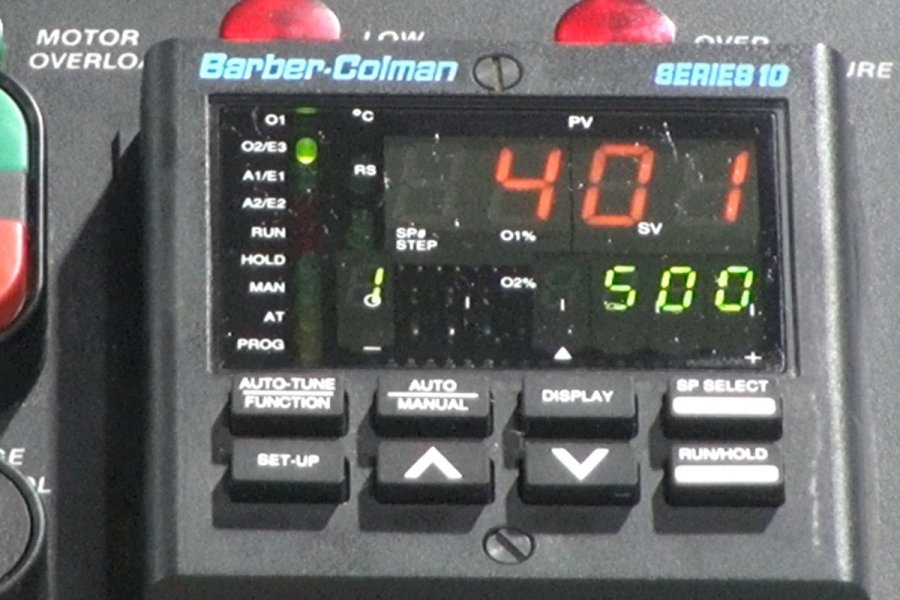 MOTOR
OVERLOA
LOW
OVER
URE
Barber-Colman
SERIES 10
O1
°C
PV
O2/E3
A1/E1
RS
401
A2/E2
RUN
SP#
STEP
O1%
SV
HOLD
MAN
1
O2%
500
AT
PROG
AUTO-TUNE
FUNCTION
AUTO
MANUAL
DISPLAY
SP SELECT
SET-UP
RUN/HOLD
GE
OL